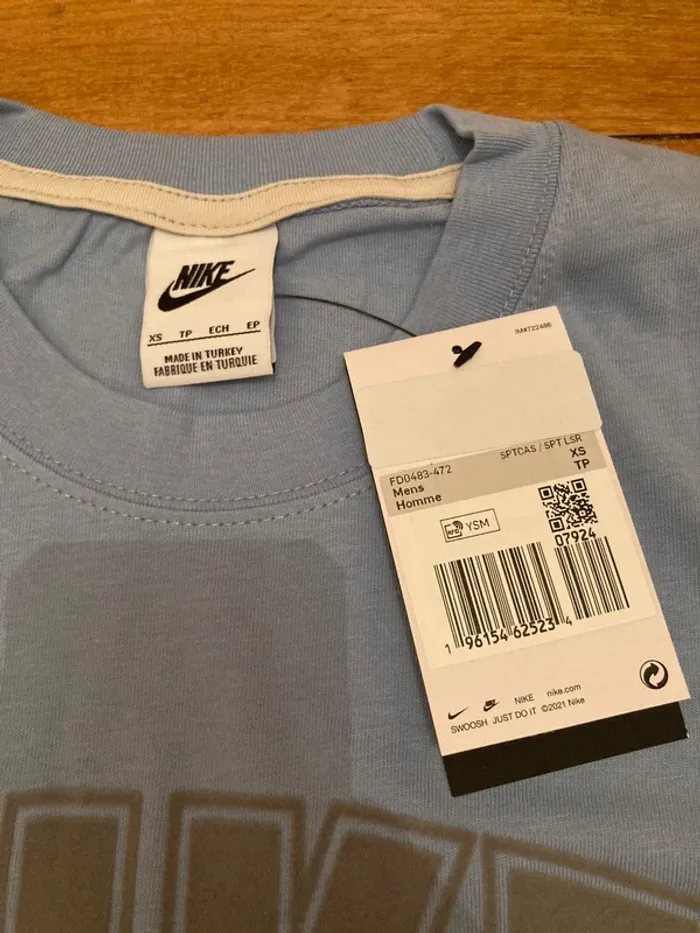 NIKE
XS TP ECH EP
MADE IN TURKEY
FABRIQUE EN TURQUIE
IM#722486
SPTCAS / SPT LSR
FD0483-472
XS
Mens
TP
Homme
RFID YSM
07924
1 96154 62523 4
NIKE nike.com
SWOOSH JUST DO IT ©2021 Nike